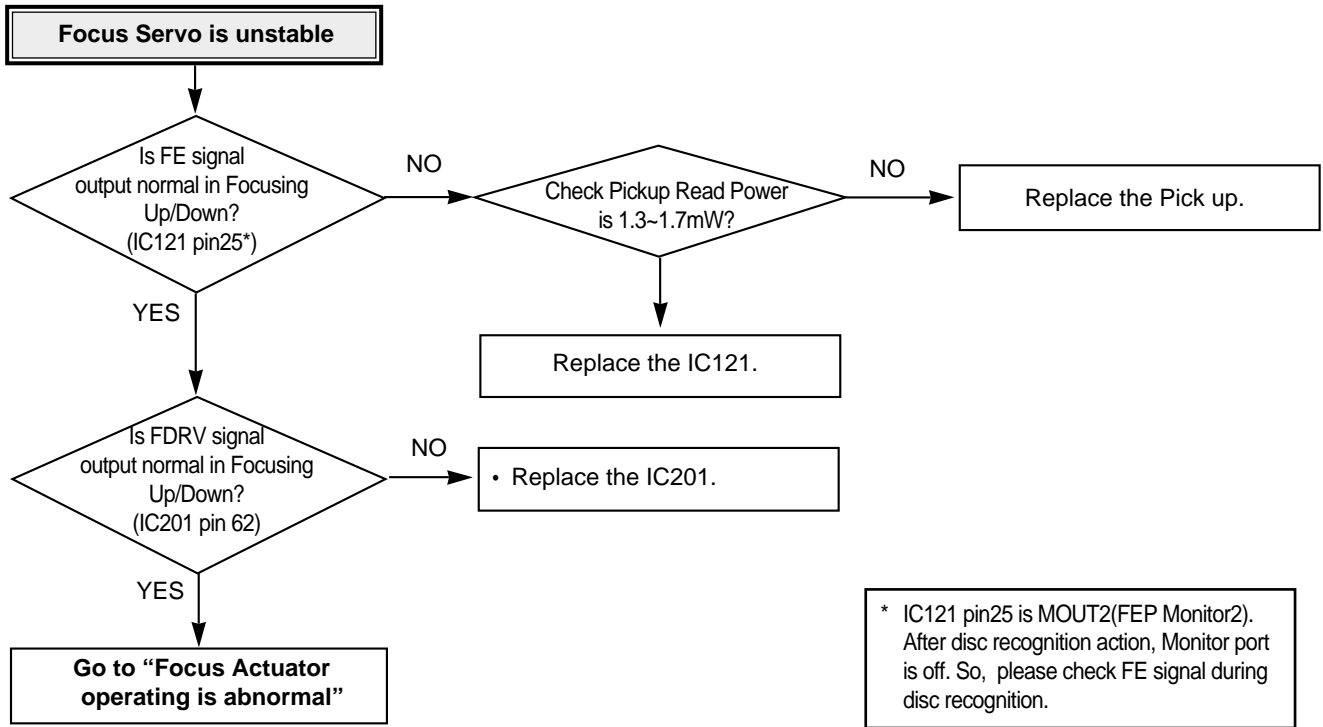 Focus Servo is unstable
Is FE signal
output normal in Focusing
Up/Down?
(IC121 pin25*)
NO
Check Pickup Read Power
is 1.3~1.7mW?
NO
Replace the Pick up.
YES
Replace the IC121.
Is FDRV signal
output normal in Focusing
Up/Down?
(IC201 pin 62)
NO
• Replace the IC201.
YES
Go to “Focus Actuator
operating is abnormal”
* IC121 pin25 is MOUT2(FEP Monitor2).
After disc recognition action, Monitor port
is off. So, please check FE signal during
disc recognition.